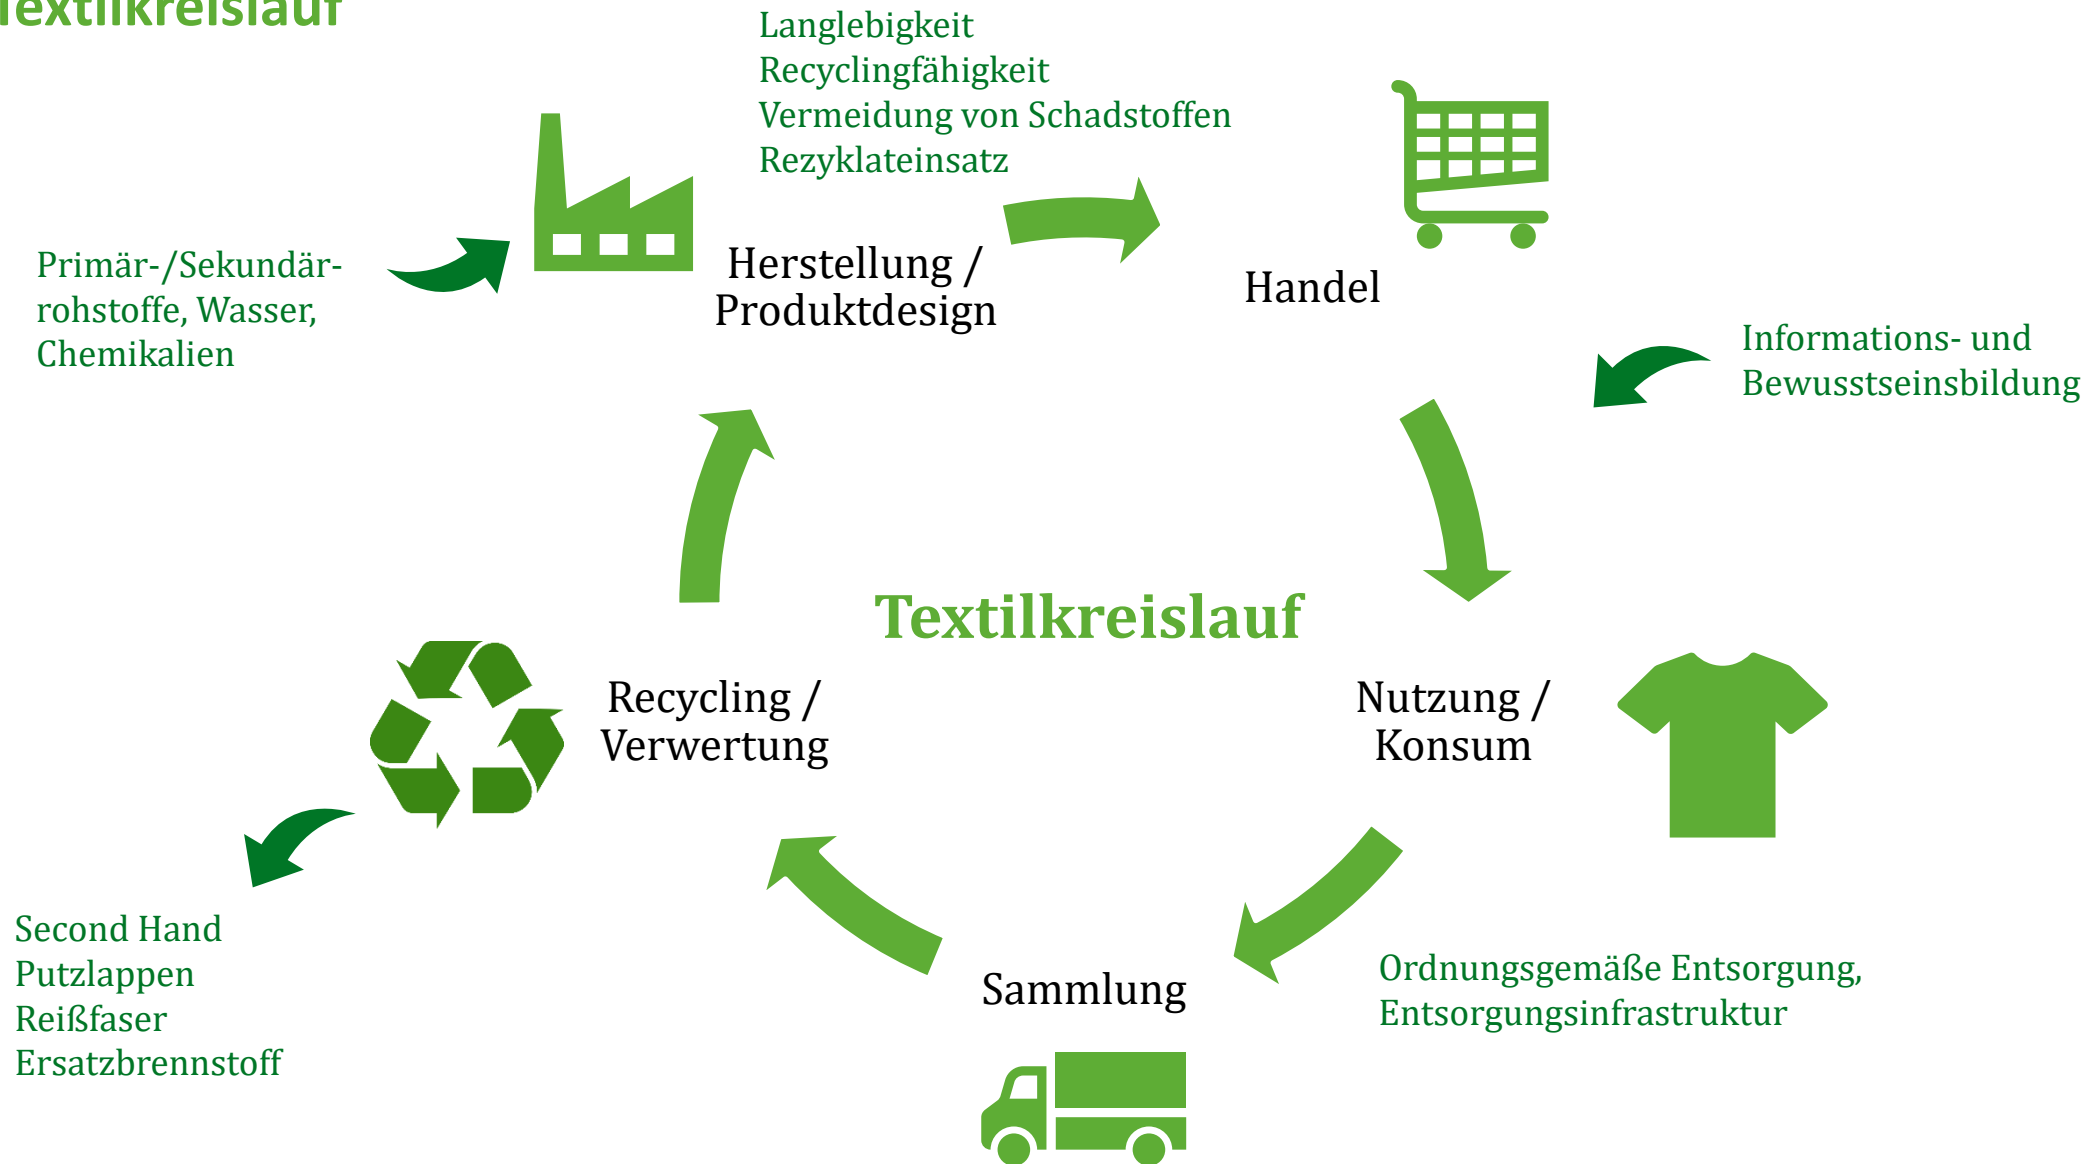 Textilkreislauf
Langlebigkeit
Recyclingfähigkeit
Vermeidung von Schadstoffen
Rezyklateinsatz
Herstellung /
Produktdesign
Handel
Primär-/Sekundär-
rohstoffe, Wasser,
Chemikalien
Informations- und
Bewusstseinsbildung
Textilkreislauf
Recycling /
Verwertung
Nutzung /
Konsum
Second Hand
Putzlappen
Reißfaser
Ersatzbrennstoff
Sammlung
Ordnungsgemäße Entsorgung,
Entsorgungsinfrastruktur